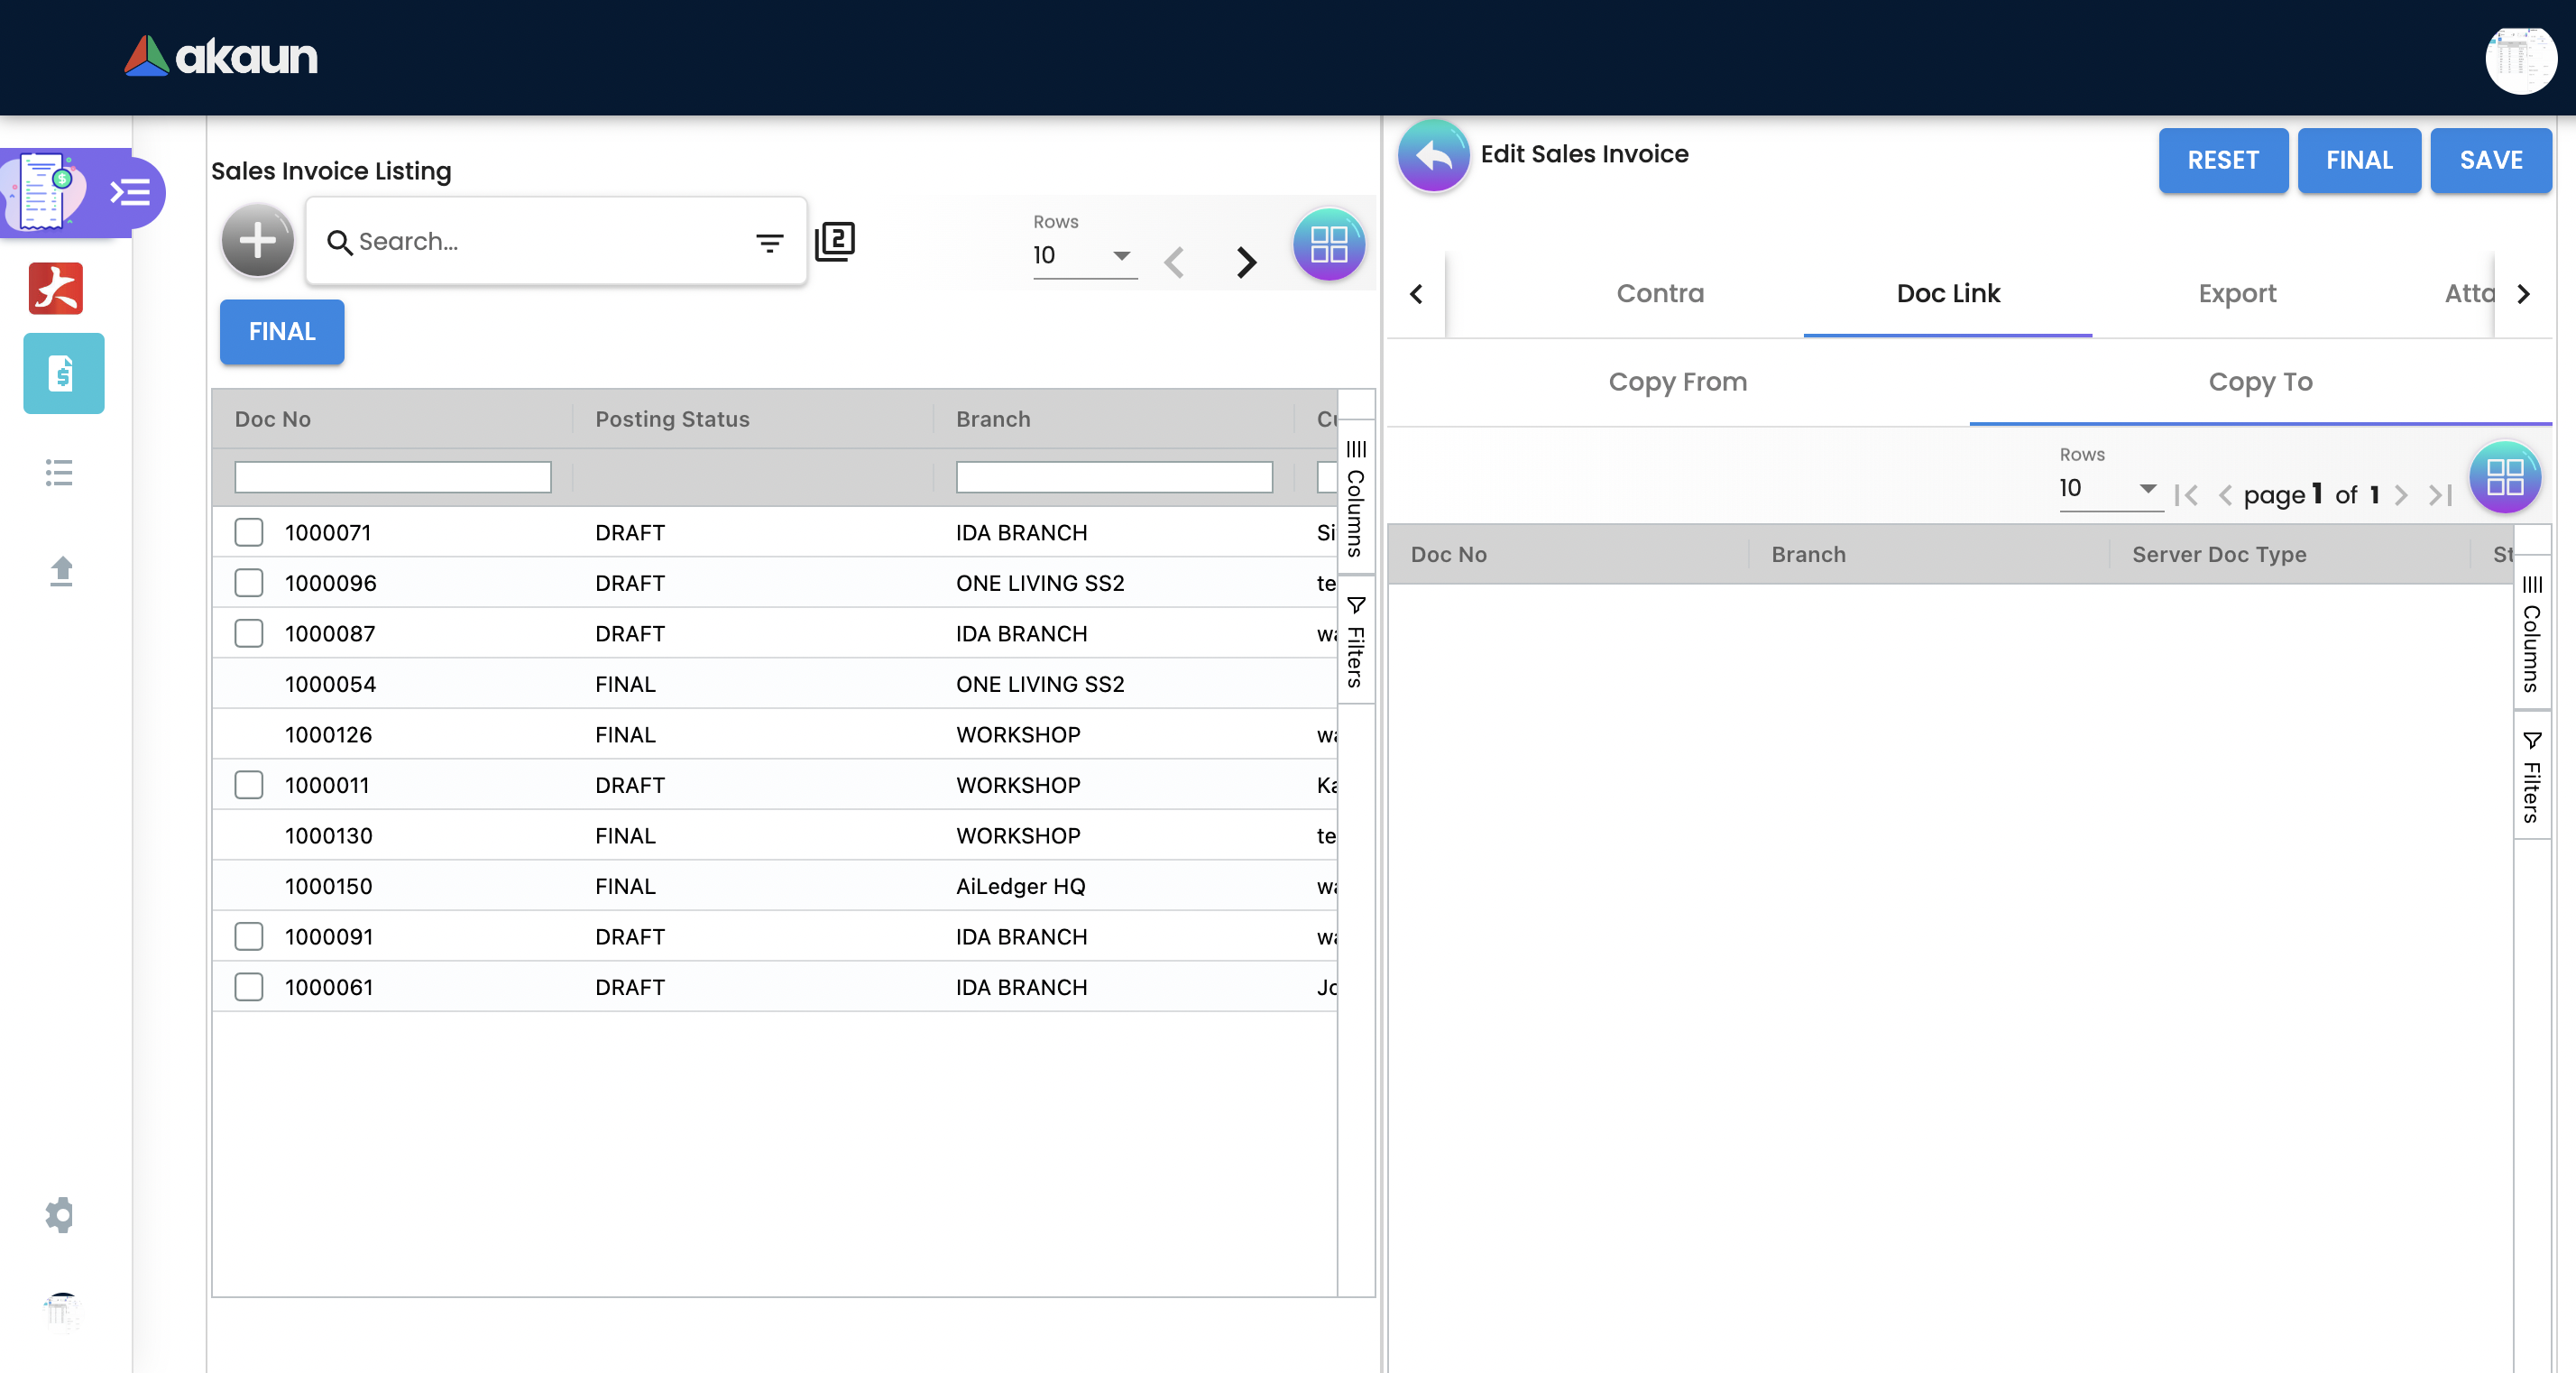 akaun
Sales Invoice Listing
Search...
2
Rows
10
FINAL
Doc No Posting Status Branch
1000071 DRAFT IDA BRANCH Si
1000096 DRAFT ONE LIVING SS2 te
1000087 DRAFT IDA BRANCH wa
1000054 FINAL ONE LIVING SS2
1000126 FINAL WORKSHOP wa
1000011 DRAFT WORKSHOP Ka
1000130 FINAL WORKSHOP te
1000150 FINAL AiLedger HQ wa
1000091 DRAFT IDA BRANCH wa
1000061 DRAFT IDA BRANCH Jo
Columns
Filters
Edit Sales Invoice
RESET FINAL SAVE
Contra Doc Link Export Atta
Copy From Copy To
Rows
10
page 1 of 1
Doc No Branch Server Doc Type St
Columns
Filters